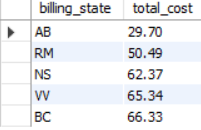 billing_state total_cost
AB 29.70
RM 50.49
NS 62.37
VV 65.34
BC 66.33